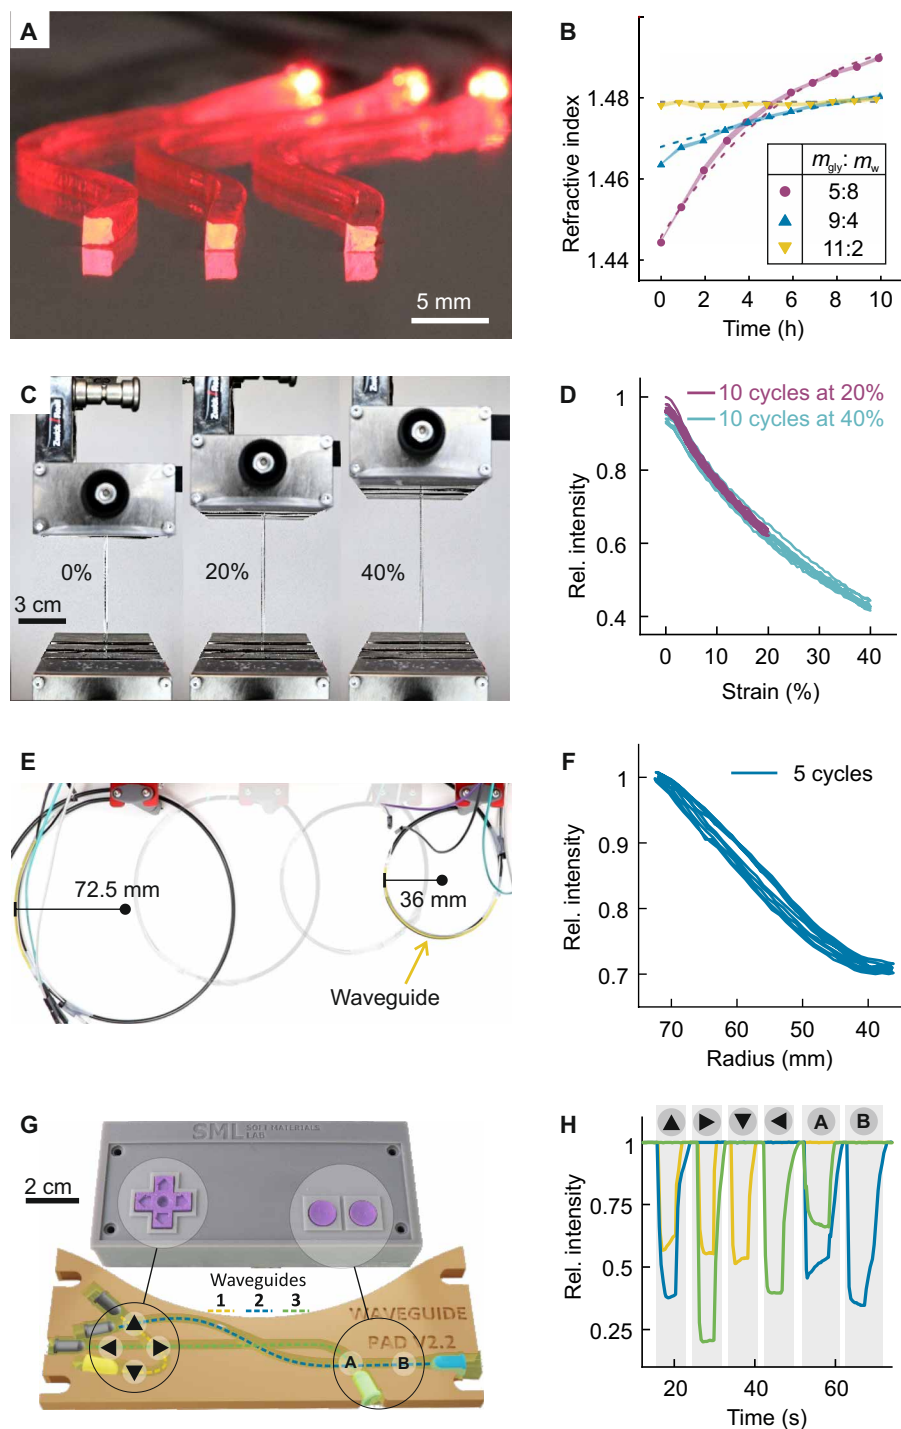 A
5 mm
B
Refractive index
1.48
1.46
1.44
m_gly : m_w
5:8
9:4
11:2
0 2 4 6 8 10
Time (h)
C
0%
20%
40%
3 cm
D
10 cycles at 20%
10 cycles at 40%
Rel. intensity
1
0.8
0.6
0.4
0 10 20 30 40
Strain (%)
E
72.5 mm
36 mm
Waveguide
F
5 cycles
Rel. intensity
1
0.9
0.8
0.7
70 60 50 40
Radius (mm)
G
SML SOFT MATERIALS
LAB
2 cm
Waveguides
1 2 3
WAVEGUIDE
PAD V2.2
A B
H
▲ ▶ ▼ ◀ A B
Rel. intensity
1
0.75
0.5
0.25
20 40 60
Time (s)